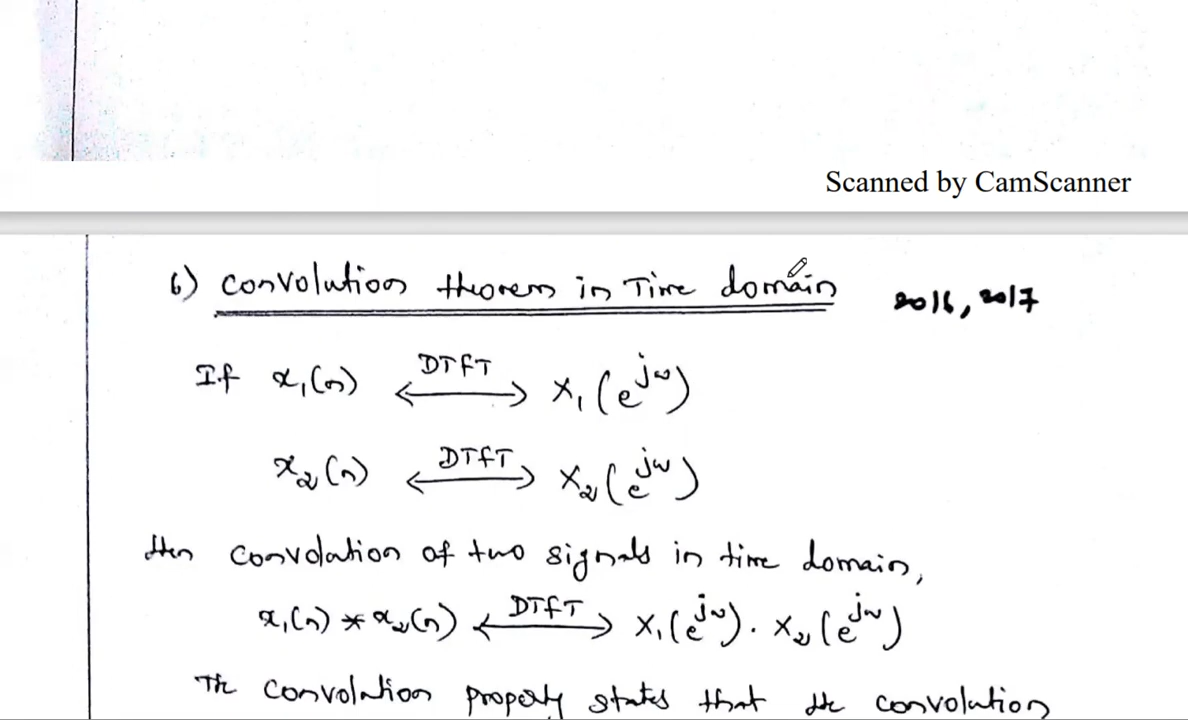 Scanned by CamScanner
6) convolution theorem in Time domain 2016, 2017
If x₁(n) <—DTFT—> X₁(e^jω)
x₂(n) <—DTFT—> X₂(e^jω)
then convolution of two signals in time domain,
x₁(n) * x₂(n) <—DTFT—> X₁(e^jω). X₂(e^jω)
The convolution property states that the convolution